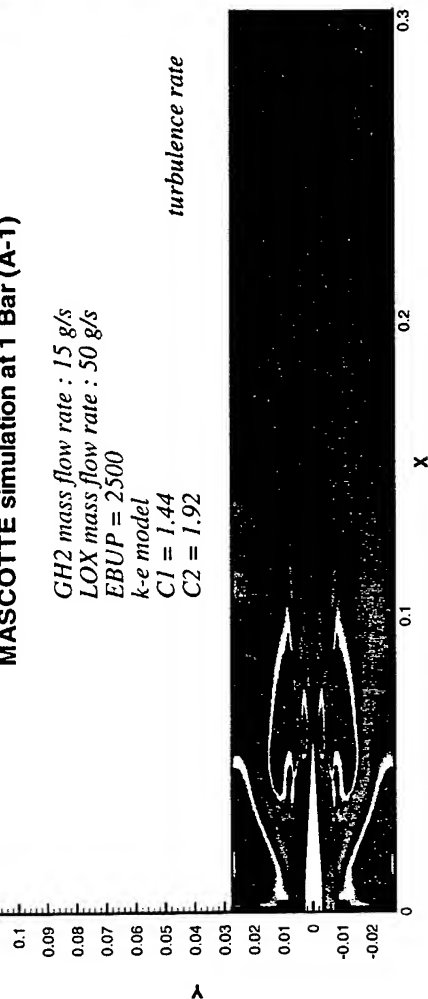 MASCOTTE simulation at 1 Bar (A-1)
GH2 mass flow rate : 15 g/s
LOX mass flow rate : 50 g/s
EBUP = 2500
k-e model
C1 = 1.44
C2 = 1.92
turbulence rate
Y
0.1
0.09
0.08
0.07
0.06
0.05
0.04
0.03
0.02
0.01
0
-0.01
-0.02
0
0.1
0.2
0.3
X